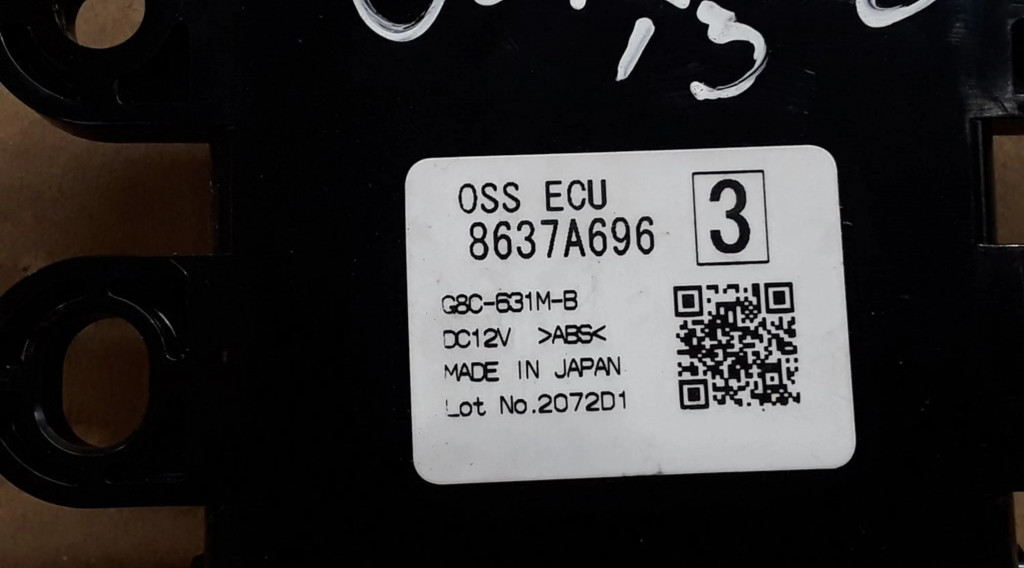 13
OSS ECU
8637A696
3
G8C-631M-B
DC12V >ABS<
MADE IN JAPAN
Lot No.2072D1